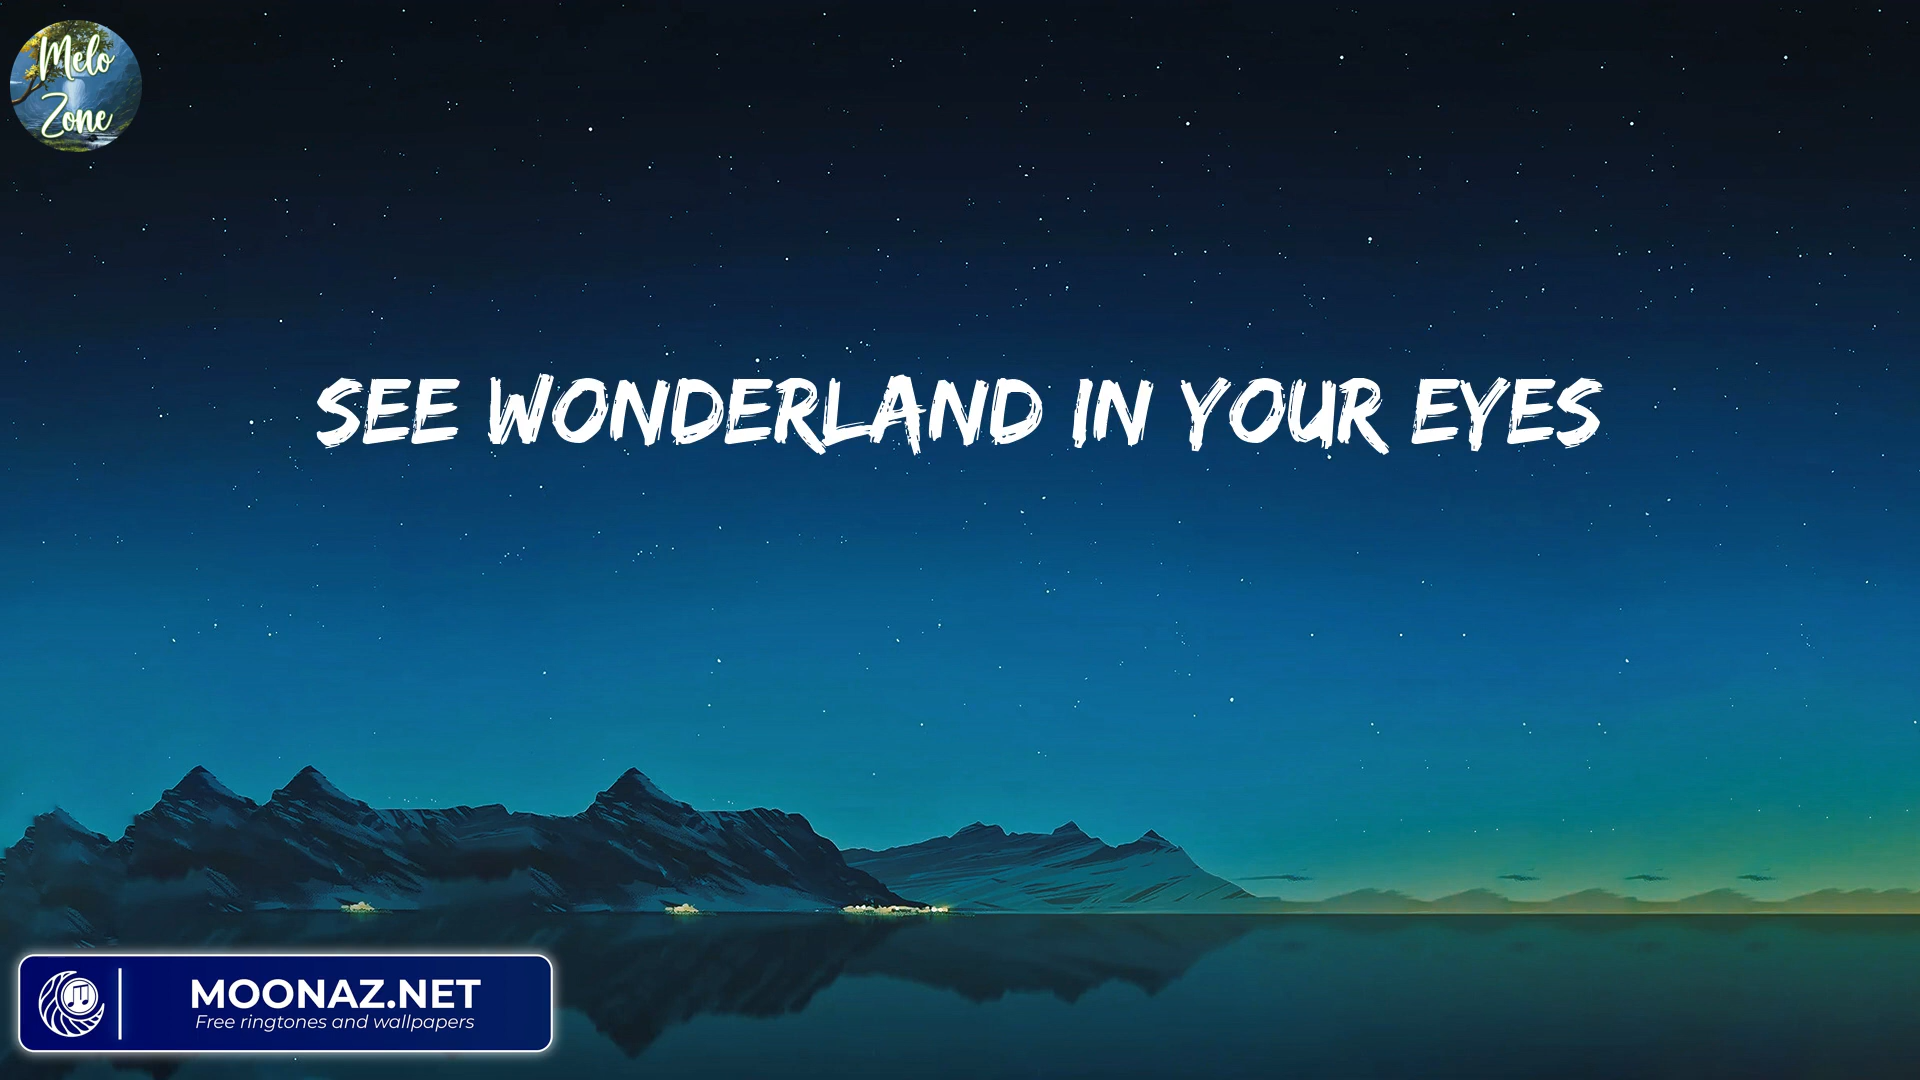 Melo
Zone
SEE WONDERLAND IN YOUR EYES
MOONAZ.NET
Free ringtones and wallpapers